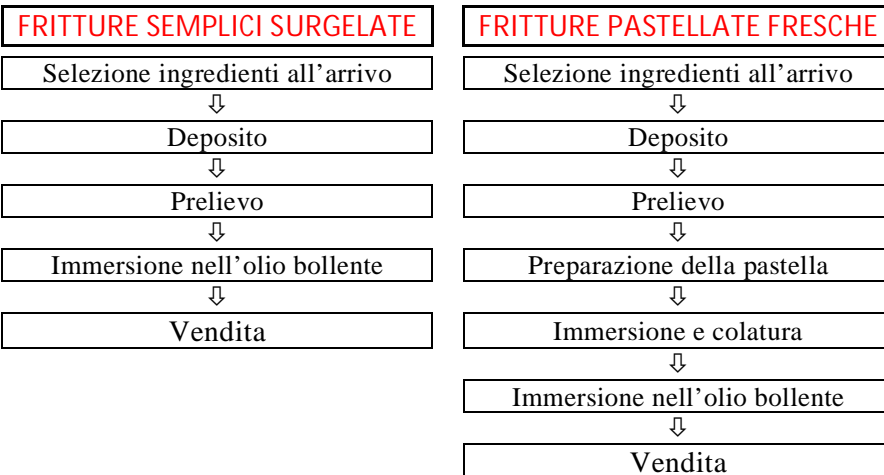 FRITTURE SEMPLICI SURGELATE
Selezione ingredienti all'arrivo
⇩
Deposito
⇩
Prelievo
⇩
Immersione nell'olio bollente
⇩
Vendita
FRITTURE PASTELLATE FRESCHE
Selezione ingredienti all'arrivo
⇩
Deposito
⇩
Prelievo
⇩
Preparazione della pastella
⇩
Immersione e colatura
⇩
Immersione nell'olio bollente
⇩
Vendita